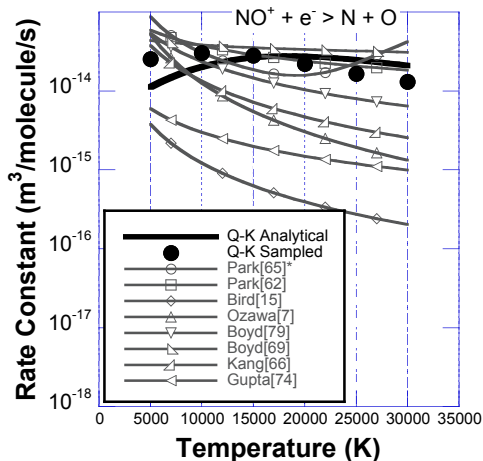 NO⁺ + e⁻ > N + O
Rate Constant (m³/molecule/s)
10⁻¹⁴
10⁻¹⁵
10⁻¹⁶
10⁻¹⁷
10⁻¹⁸
Q-K Analytical
Q-K Sampled
Park[65]*
Park[62]
Bird[15]
Ozawa[7]
Boyd[79]
Boyd[69]
Kang[66]
Gupta[74]
0 5000 10000 15000 20000 25000 30000 35000
Temperature (K)